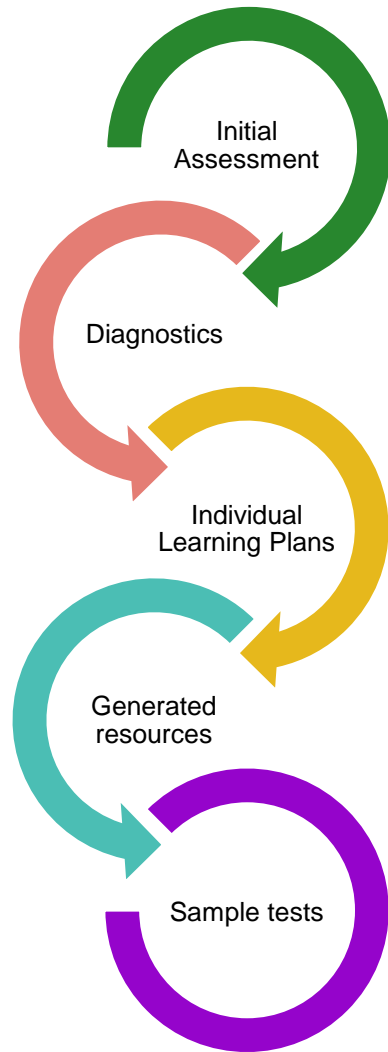 Initial
Assessment
Diagnostics
Individual
Learning Plans
Generated
resources
Sample tests